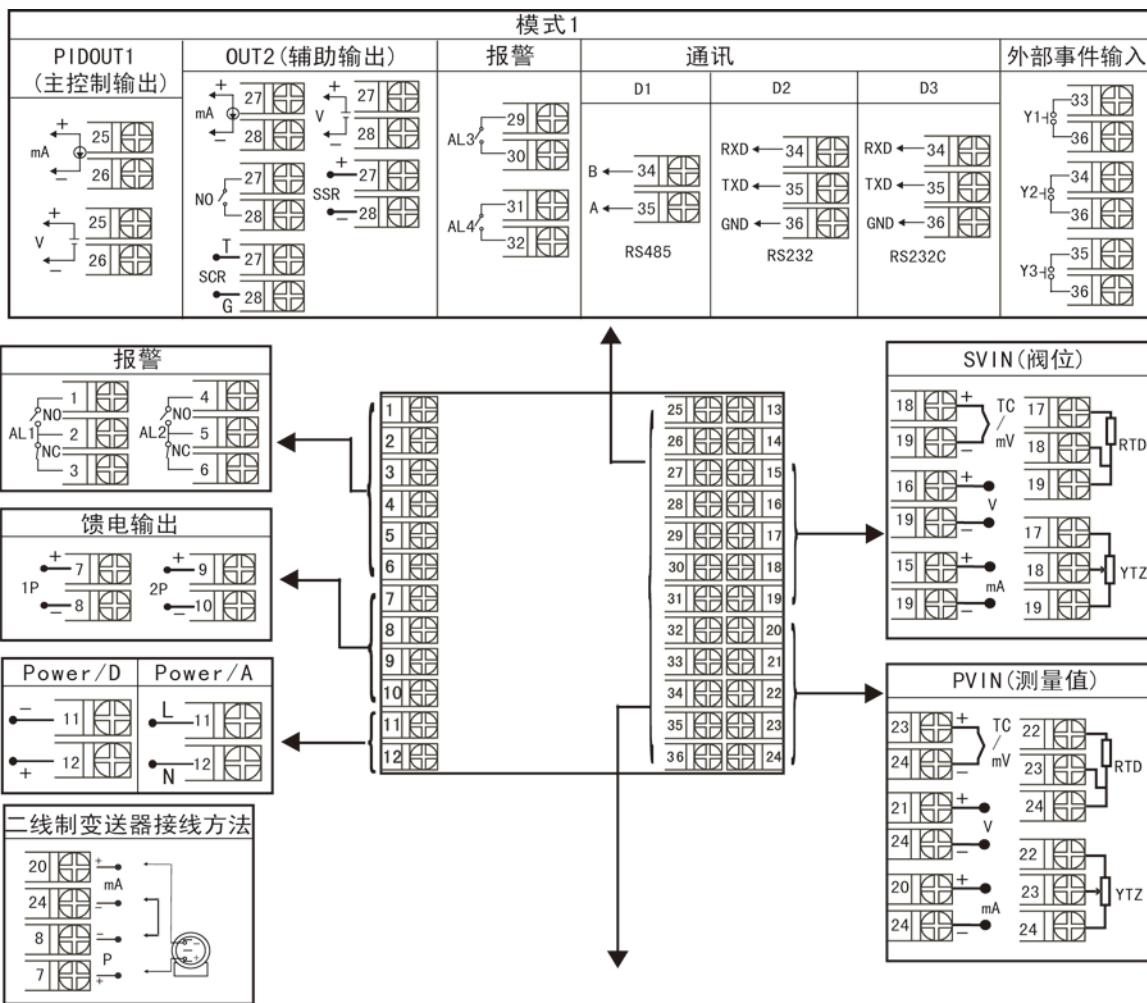 模式1
PIDOUT1
(主控制输出)
OUT2(辅助输出)
报警
通讯
外部事件输入
D1
D2
D3
+
mA
−
25
26
+
V
−
25
26
+
mA
−
27
28
+
V
−
27
28
NO
27
28
+
SSR
−
27
28
T
SCR
G
27
28
AL3
29
30
AL4
31
32
B
34
A
35
RS485
RXD
34
TXD
35
GND
36
RS232
RXD
34
TXD
35
GND
36
RS232C
Y1
33
36
Y2
34
36
Y3
35
36
报警
AL1
NO
NC
1
2
3
AL2
NO
NC
4
5
6
馈电输出
1P
+
7
−
8
2P
+
9
−
10
Power/D
Power/A
−
11
+
12
L
11
N
12
二线制变送器接线方法
20
+
mA
24
−
8
−
P
7
+
−
+
1
2
3
4
5
6
7
8
9
10
11
12
25
13
26
14
27
15
28
16
29
17
30
18
31
19
32
20
33
21
34
22
35
23
36
24
SVIN(阀位)
18
+
TC
/
mV
19
−
17
18
RTD
19
16
+
V
19
−
17
18
YTZ
19
15
+
mA
19
−
PVIN(测量值)
23
+
TC
/
mV
24
−
22
23
RTD
24
21
+
V
24
−
22
23
YTZ
24
20
+
mA
24
−